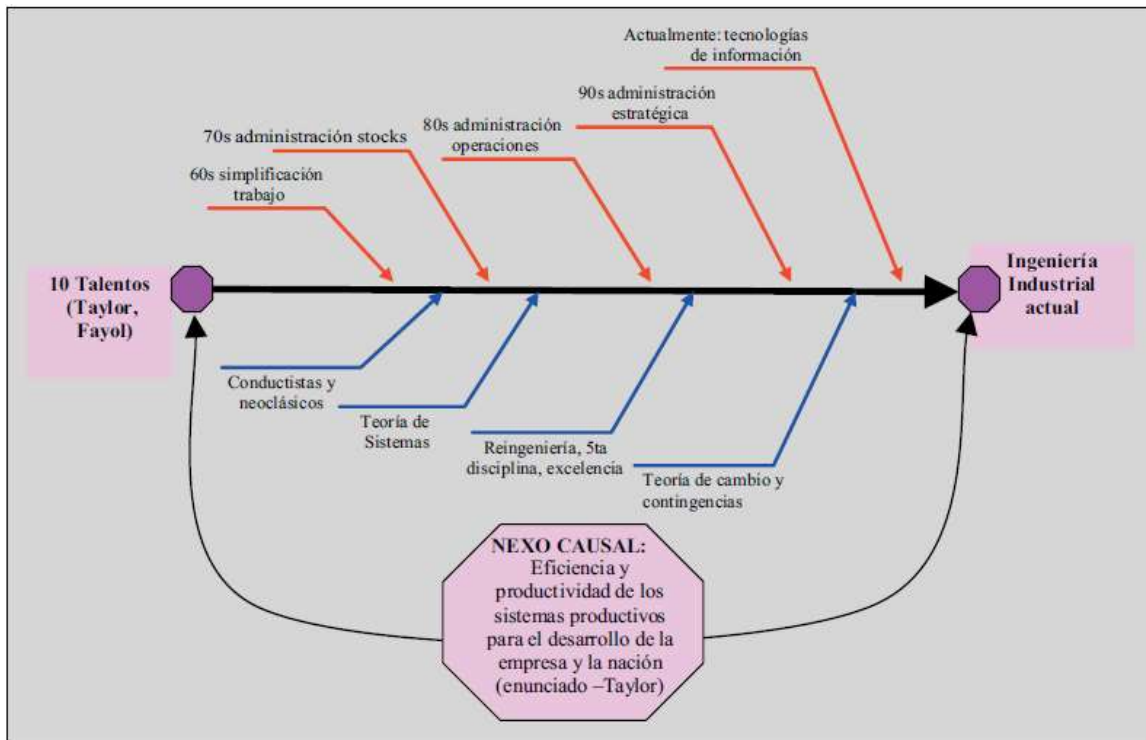 Actualmente: tecnologías
de información
90s administración
estratégica
80s administración
operaciones
70s administración stocks
60s simplificación
trabajo
10 Talentos
(Taylor,
Fayol)
Ingeniería
Industrial
actual
Conductistas y
neoclásicos
Teoría de
Sistemas
Reingeniería, 5ta
disciplina, excelencia
Teoría de cambio y
contingencias
NEXO CAUSAL:
Eficiencia y
productividad de los
sistemas productivos
para el desarrollo de la
empresa y la nación
(enunciado –Taylor)